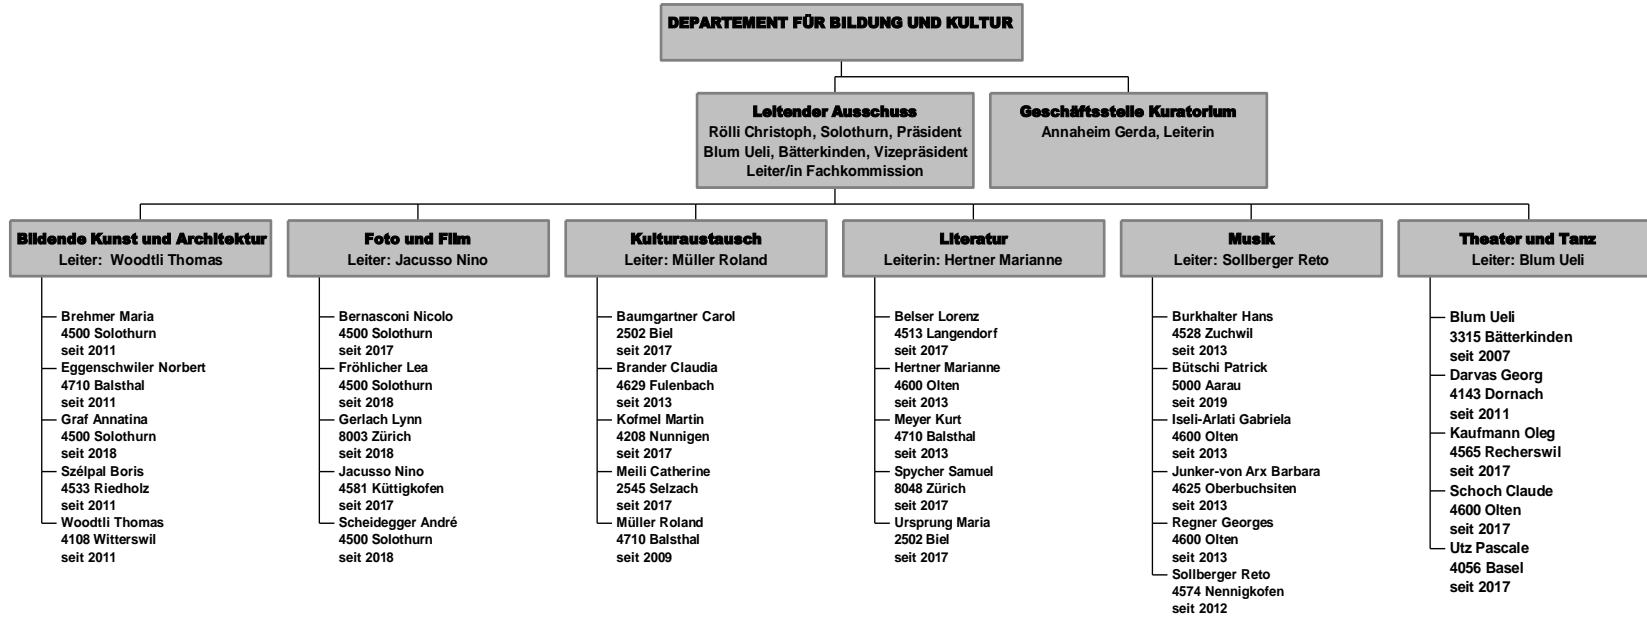 DEPARTEMENT FÜR BILDUNG UND KULTUR
Leitender Ausschuss
Rölli Christoph, Solothurn, Präsident
Blum Ueli, Bätterkinden, Vizepräsident
Leiter/in Fachkommission
Geschäftsstelle Kuratorium
Annaheim Gerda, Leiterin
Bildende Kunst und Architektur
Leiter: Woodtli Thomas
Brehmer Maria
4500 Solothurn
seit 2011
Eggenschwiler Norbert
4710 Balsthal
seit 2011
Graf Annatina
4500 Solothurn
seit 2018
Szélpal Boris
4533 Riedholz
seit 2011
Woodtli Thomas
4108 Witterswil
seit 2011
Foto und Film
Leiter: Jacusso Nino
Bernasconi Nicolo
4500 Solothurn
seit 2017
Fröhlicher Lea
4500 Solothurn
seit 2018
Gerlach Lynn
8003 Zürich
seit 2018
Jacusso Nino
4581 Küttigkofen
seit 2017
Scheidegger André
4500 Solothurn
seit 2018
Kulturaustausch
Leiter: Müller Roland
Baumgartner Carol
2502 Biel
seit 2017
Brander Claudia
4629 Fulenbach
seit 2013
Kofmel Martin
4208 Nunnigen
seit 2017
Meili Catherine
2545 Selzach
seit 2017
Müller Roland
4710 Balsthal
seit 2009
Literatur
Leiterin: Hertner Marianne
Belser Lorenz
4513 Langendorf
seit 2017
Hertner Marianne
4600 Olten
seit 2013
Meyer Kurt
4710 Balsthal
seit 2013
Spycher Samuel
8048 Zürich
seit 2017
Ursprung Maria
2502 Biel
seit 2017
Musik
Leiter: Sollberger Reto
Burkhalter Hans
4528 Zuchwil
seit 2013
Bütschi Patrick
5000 Aarau
seit 2019
Iseli-Arlati Gabriela
4600 Olten
seit 2013
Junker-von Arx Barbara
4625 Oberbuchsiten
seit 2013
Regner Georges
4600 Olten
seit 2013
Sollberger Reto
4574 Nennigkofen
seit 2012
Theater und Tanz
Leiter: Blum Ueli
Blum Ueli
3315 Bätterkinden
seit 2007
Darvas Georg
4143 Dornach
seit 2011
Kaufmann Oleg
4565 Recherswil
seit 2017
Schoch Claude
4600 Olten
seit 2017
Utz Pascale
4056 Basel
seit 2017